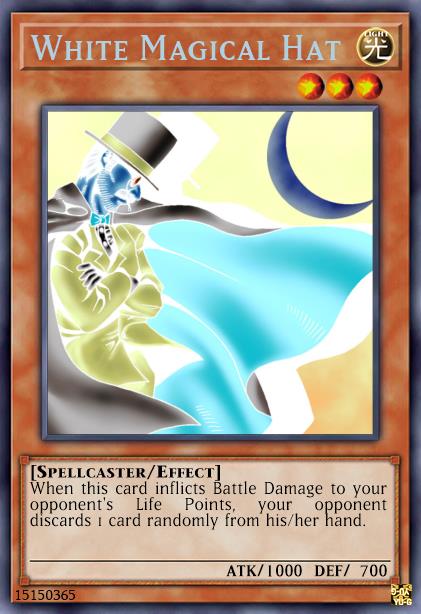 White Magical Hat
LIGHT
光
[Spellcaster/Effect]
When this card inflicts Battle Damage to your
opponent's Life Points, your opponent
discards 1 card randomly from his/her hand.
ATK/1000 DEF/ 700
15150365